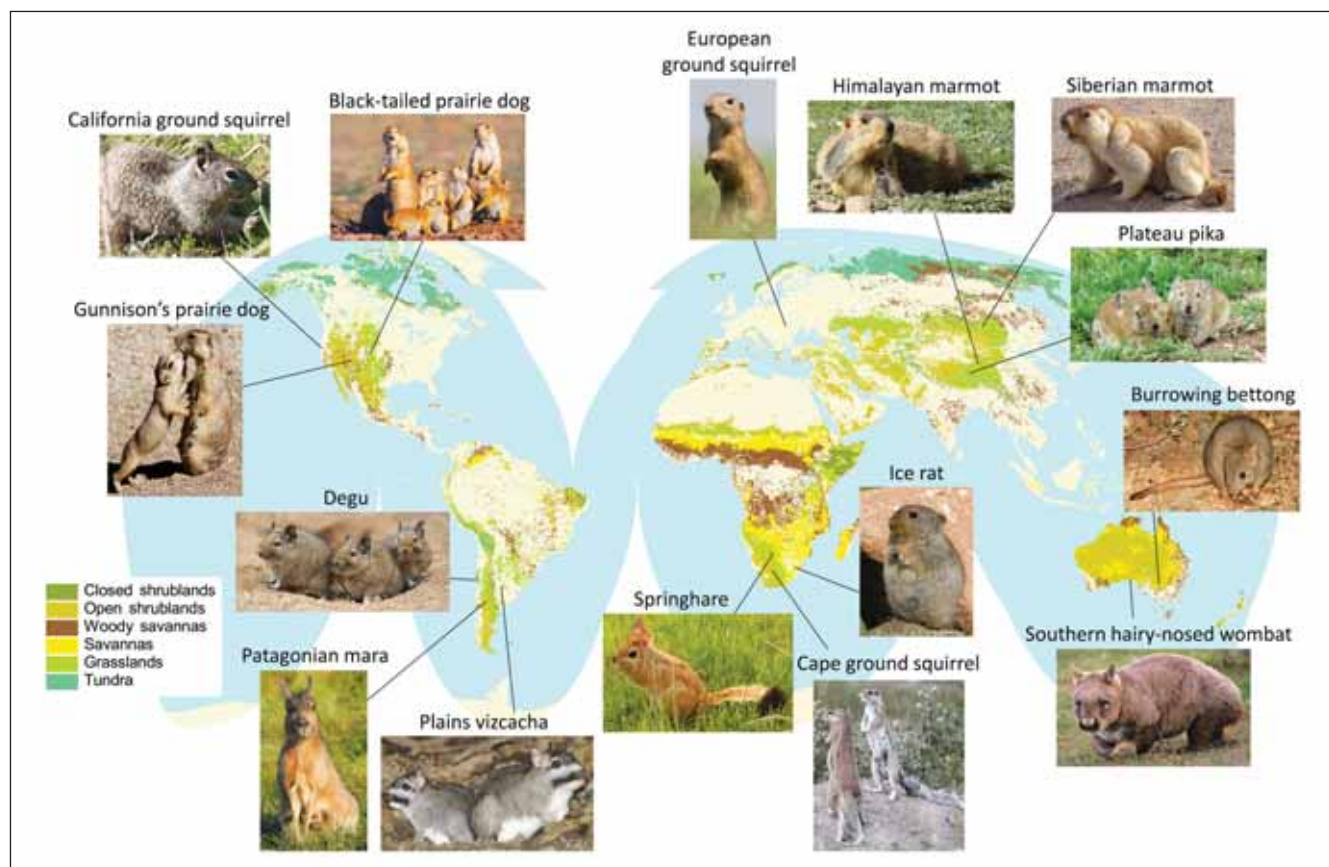 European
ground squirrel
Himalayan marmot
Siberian marmot
Black-tailed prairie dog
California ground squirrel
Plateau pika
Gunnison's prairie dog
Burrowing bettong
Ice rat
Degu
Closed shrublands
Open shrublands
Woody savannas
Savannas
Grasslands
Tundra
Springhare
Southern hairy-nosed wombat
Patagonian mara
Cape ground squirrel
Plains vizcacha